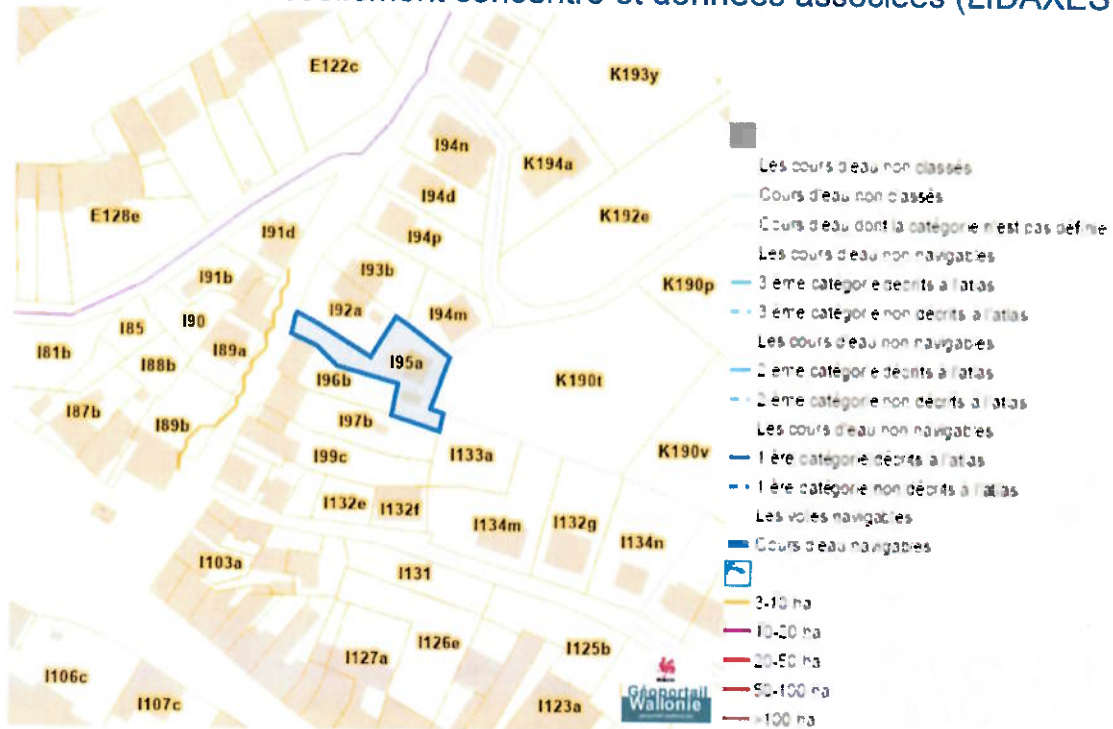 ruissellement concentré et données associées (LIDAXES
E122c
K193y
I94n
K194a
I94d
E128e
K192e
I91d
I94p
I91b
I93b
K190p
I92a
I94m
I85
I90
I81b
I89a
I95a
I88b
I96b
K190t
I87b
I89b
I97b
I99c
I133a
K190v
I132e
I132f
I134m
I132g
I134n
I103a
I131
I126e
I127a
I125b
I106c
I107c
I123a
Géoportail
Wallonie
Les cours d'eau non classés
Cours d'eau non classés
Cours d'eau dont la catégorie n'est pas définie
Les cours d'eau non navigables
3 ème catégorie décrits à l'atlas
3 ème catégorie non décrits à l'atlas
Les cours d'eau non navigables
2 ème catégorie décrits à l'atlas
2 ème catégorie non décrits à l'atlas
Les cours d'eau non navigables
1 ère catégorie décrits à l'atlas
1 ère catégorie non décrits à l'atlas
Les voies navigables
Cours d'eau navigables
3-10 ha
10-20 ha
20-50 ha
50-100 ha
>100 ha